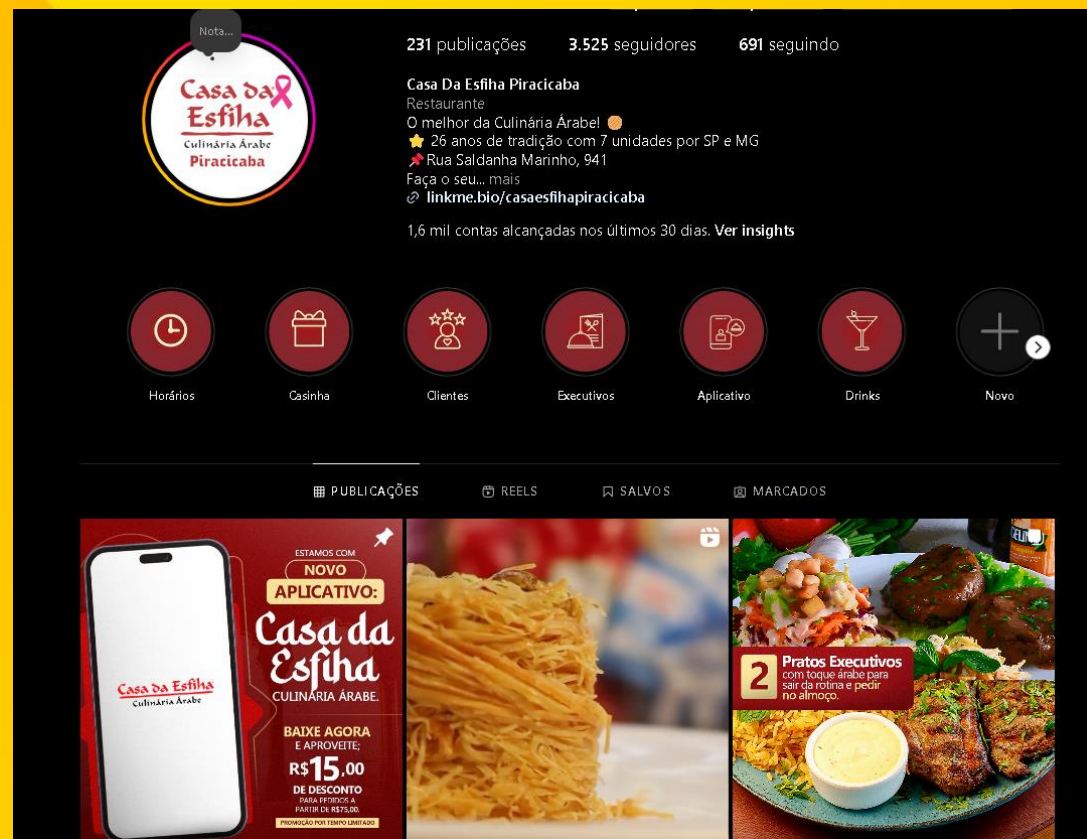 Nota...
Casa da
Esfiha
Culinária Árabe
Piracicaba
231 publicações 3.525 seguidores 691 seguindo
Casa Da Esfiha Piracicaba
Restaurante
O melhor da Culinária Árabe!
26 anos de tradição com 7 unidades por SP e MG
Rua Saldanha Marinho, 941
Faça o seu... mais
linkme.bio/casaesfihapiracicaba
1,6 mil contas alcançadas nos últimos 30 dias. Ver insights
Horários Casinha Clientes Executivos Aplicativo Drinks Novo
PUBLICAÇÕES REELS SALVOS MARCADOS
Casa da Esfiha
Culinária Árabe
ESTAMOS COM
NOVO
APLICATIVO:
Casa da
Esfiha
CULINÁRIA ÁRABE.
BAIXE AGORA
E APROVEITE;
R$15,00
DE DESCONTO
PARA PEDIDOS A
PARTIR DE R$75,00.
PROMOÇÃO POR TEMPO LIMITADO
2 Pratos Executivos
com toque árabe para
sair da rotina e pedir
no almoço.